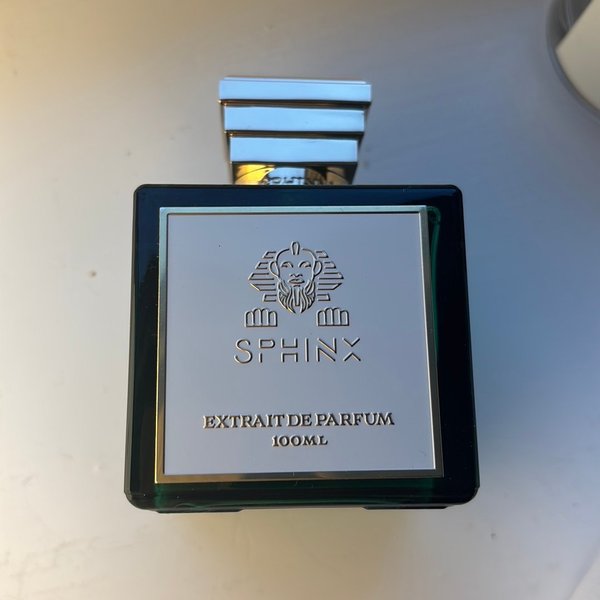 SPHINX
EXTRAIT DE PARFUM
100ML